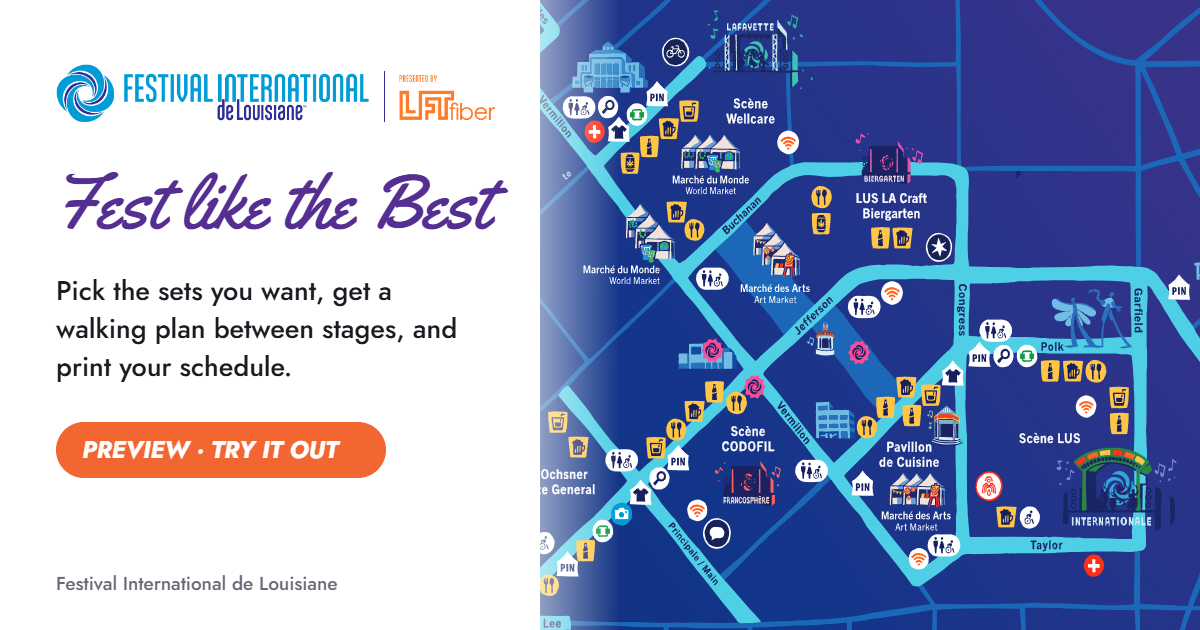 FESTIVAL INTERNATIONAL
de Louisiane™
PRESENTED BY
LFT fiber
Fest like the Best
Pick the sets you want, get a
walking plan between stages, and
print your schedule.
PREVIEW · TRY IT OUT
Festival International de Louisiane
LAFAYETTE
PIN
Scène
Wellcare
Vermilion
te
Marché du Monde
World Market
BIERGARTEN
LUS LA Craft
Biergarten
Buchanan
Marché du Monde
World Market
Marché des Arts
Art Market
PIN
Jefferson
Congress
Garfield
PIN
Polk
Vermilion
Scène
CODOFIL
FRANCOSPHÈRE
Scène LUS
INTERNATIONALE
Pavillon
de Cuisine
PIN
PIN
Marché des Arts
Art Market
Ochsner
General
Principale / Main
PIN
Taylor
Lee